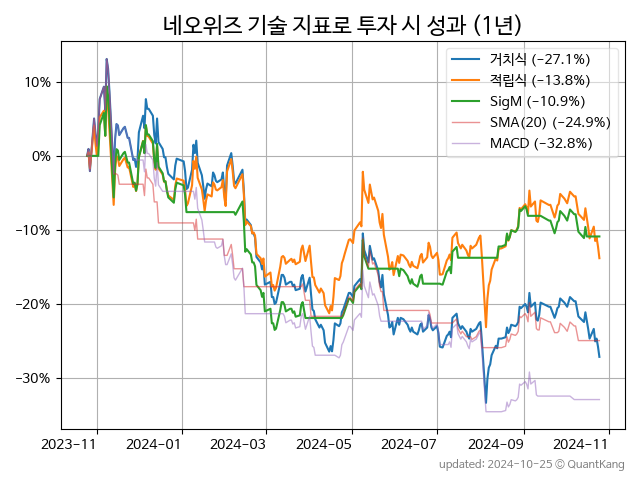 네오위즈 기술 지표로 투자 시 성과 (1년)
거치식 (−27.1%)
적립식 (−13.8%)
SigM (−10.9%)
SMA(20) (−24.9%)
MACD (−32.8%)
10%
0%
−10%
−20%
−30%
2023-11 2024-01 2024-03 2024-05 2024-07 2024-09 2024-11
updated: 2024-10-25 © QuantKang